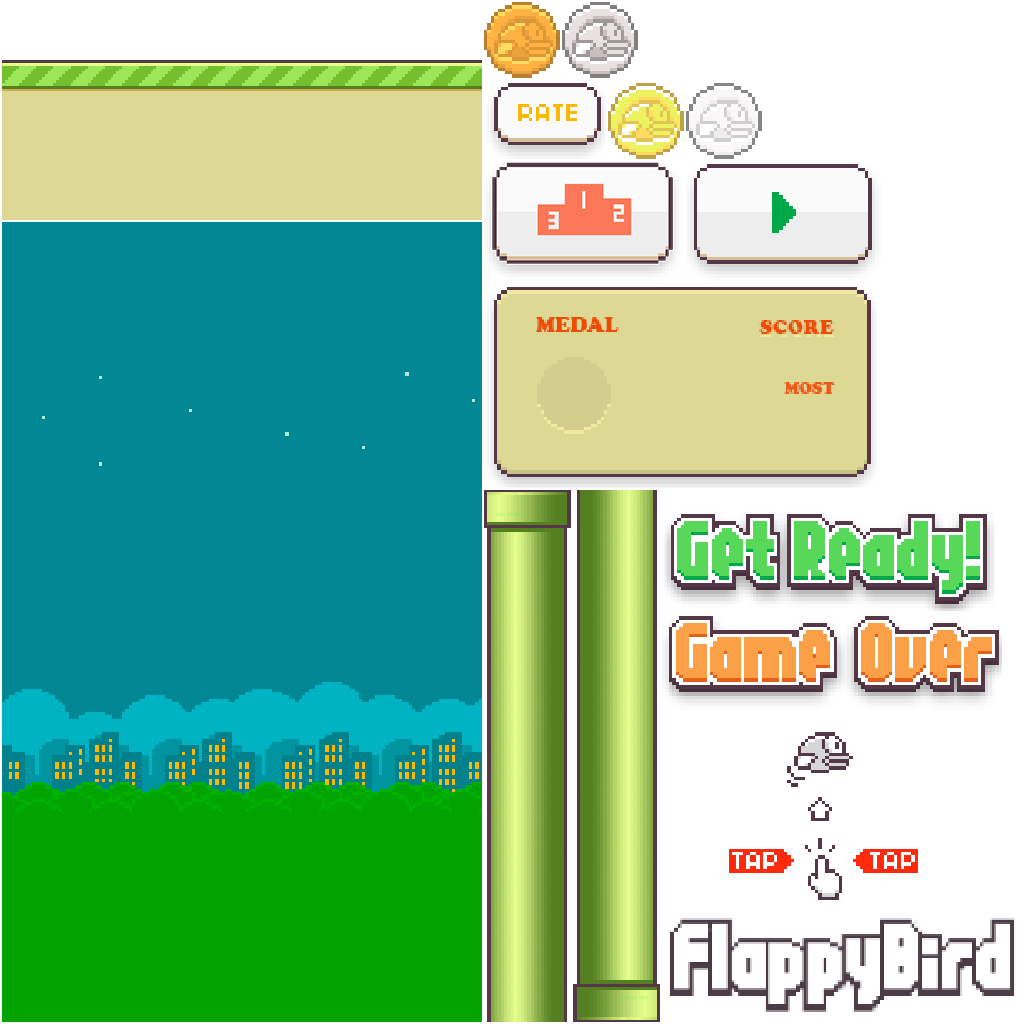 RATE
1
3 2
MEDAL SCORE
MOST
Get Ready!
Game Over
TAP TAP
FlappyBird